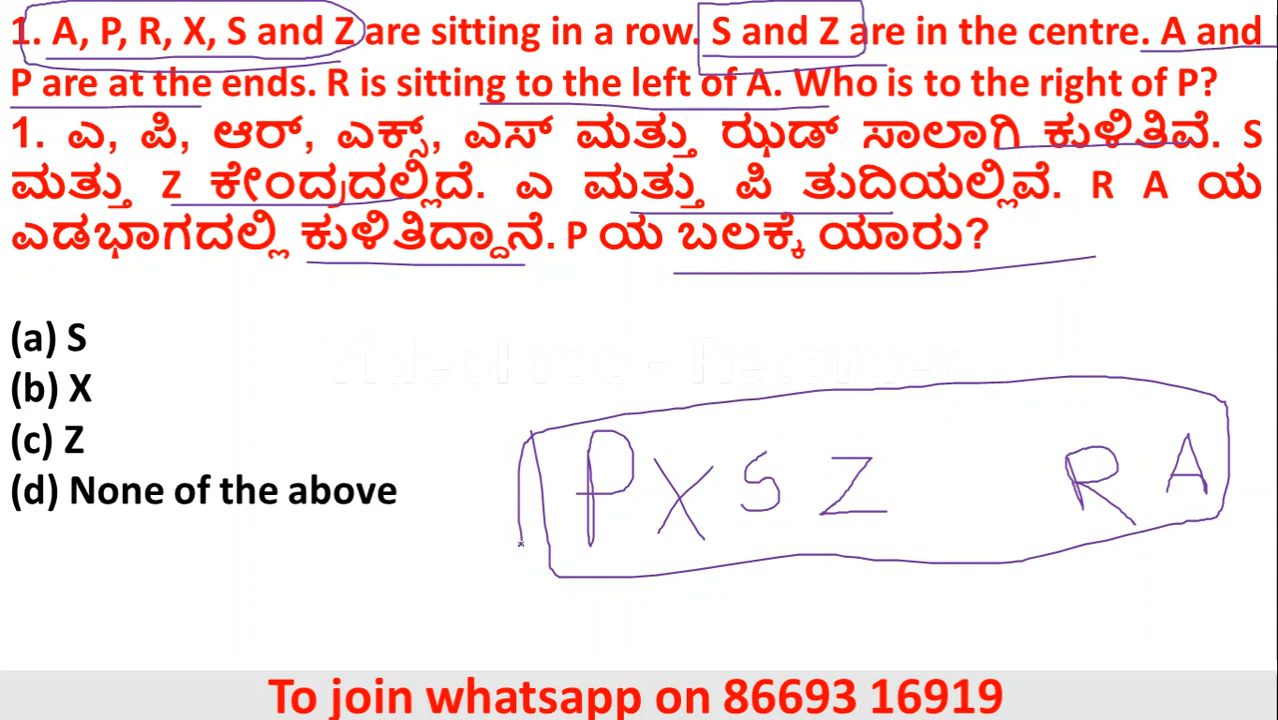 1. A, P, R, X, S and Z are sitting in a row. S and Z are in the centre. A and
P are at the ends. R is sitting to the left of A. Who is to the right of P?
1. ಎ, ಪಿ, ಆರ್, ಎಕ್ಸ್, ಎಸ್ ಮತ್ತು ಝಡ್ ಸಾಲಾಗಿ ಕುಳಿತಿವೆ. S
ಮತ್ತು Z ಕೇಂದ್ರದಲ್ಲಿದೆ. ಎ ಮತ್ತು ಪಿ ತುದಿಯಲ್ಲಿವೆ. R A ಯ
ಎಡಭಾಗದಲ್ಲಿ ಕುಳಿತಿದ್ದಾನೆ. P ಯ ಬಲಕ್ಕೆ ಯಾರು?
(a) S
(b) X
(c) Z
(d) None of the above
P X S Z R A
To join whatsapp on 86693 16919